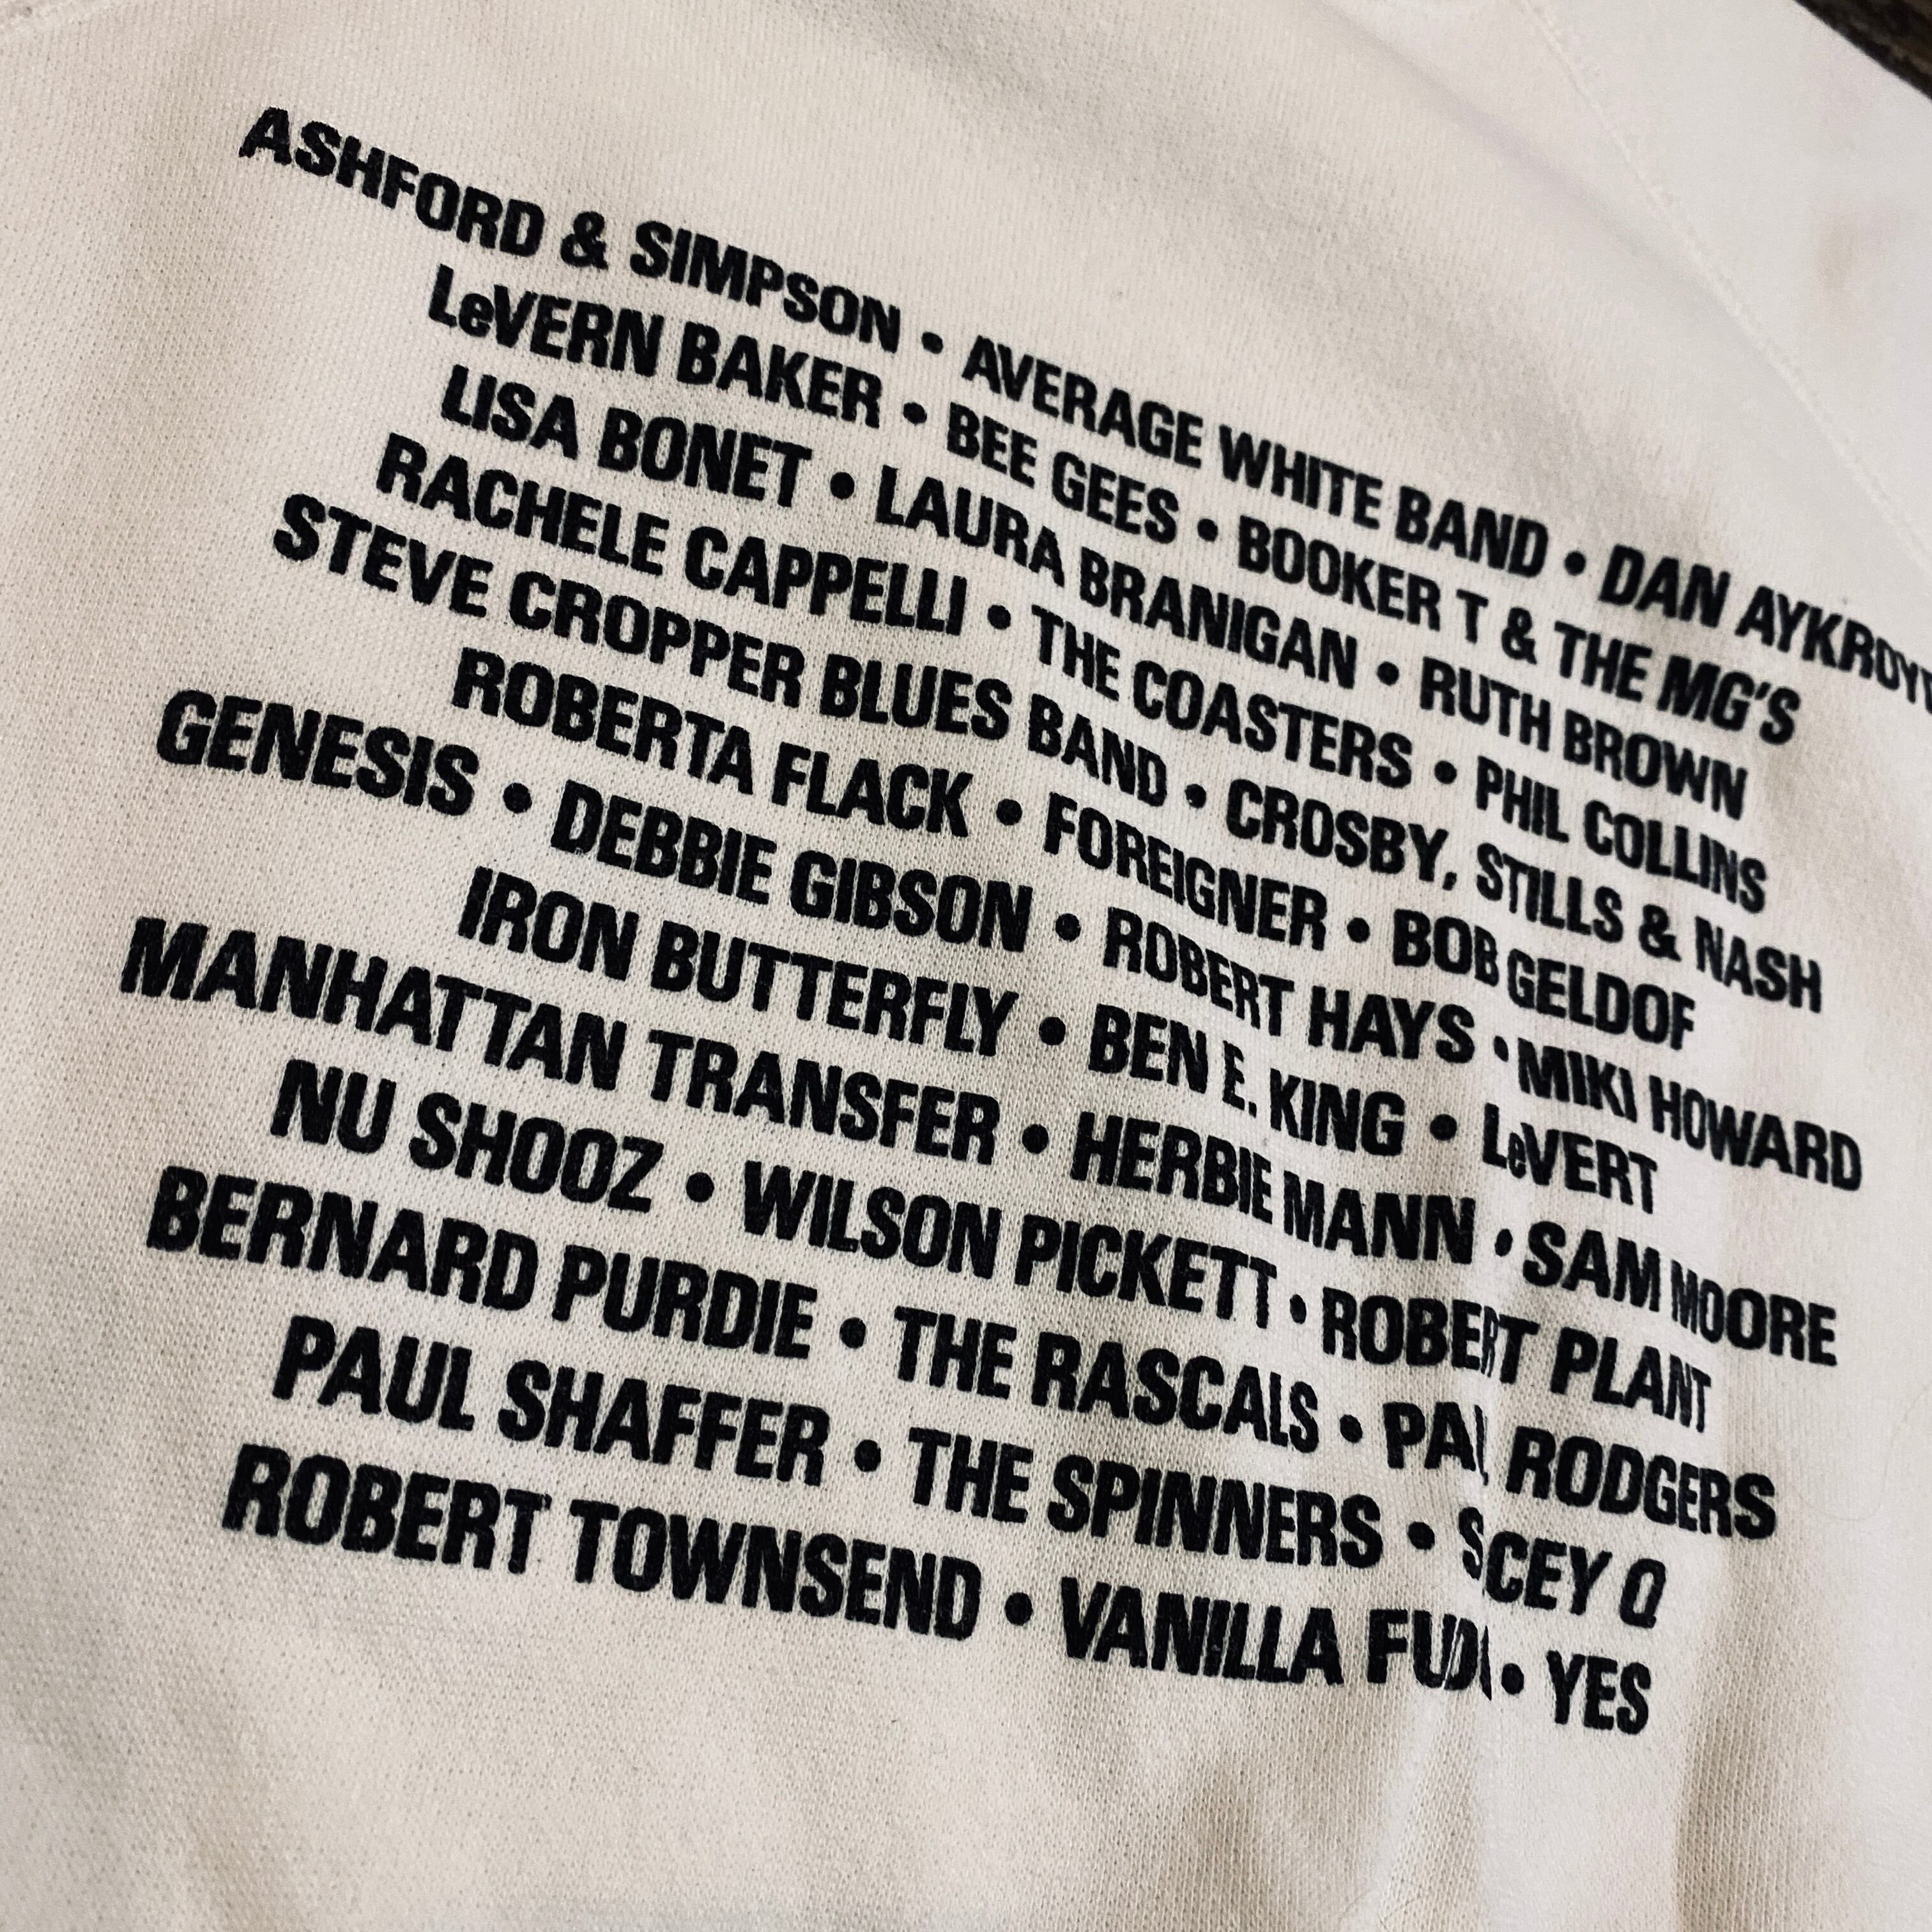 ASHFORD & SIMPSON • AVERAGE WHITE BAND • DAN AYKROYD
LeVERN BAKER • BEE GEES • BOOKER T & THE MG'S
LISA BONET • LAURA BRANIGAN • RUTH BROWN
RACHELE CAPPELLI • THE COASTERS • PHIL COLLINS
STEVE CROPPER BLUES BAND • CROSBY, STILLS & NASH
ROBERTA FLACK • FOREIGNER • BOB GELDOF
GENESIS • DEBBIE GIBSON • ROBERT HAYS • MIKI HOWARD
IRON BUTTERFLY • BEN E. KING • LeVERT
MANHATTAN TRANSFER • HERBIE MANN • SAM MOORE
NU SHOOZ • WILSON PICKETT • ROBERT PLANT
BERNARD PURDIE • THE RASCALS • RODGERS
PAUL SHAFFER • THE SPINNERS • Q
ROBERT TOWNSEND • VANILLA • YES